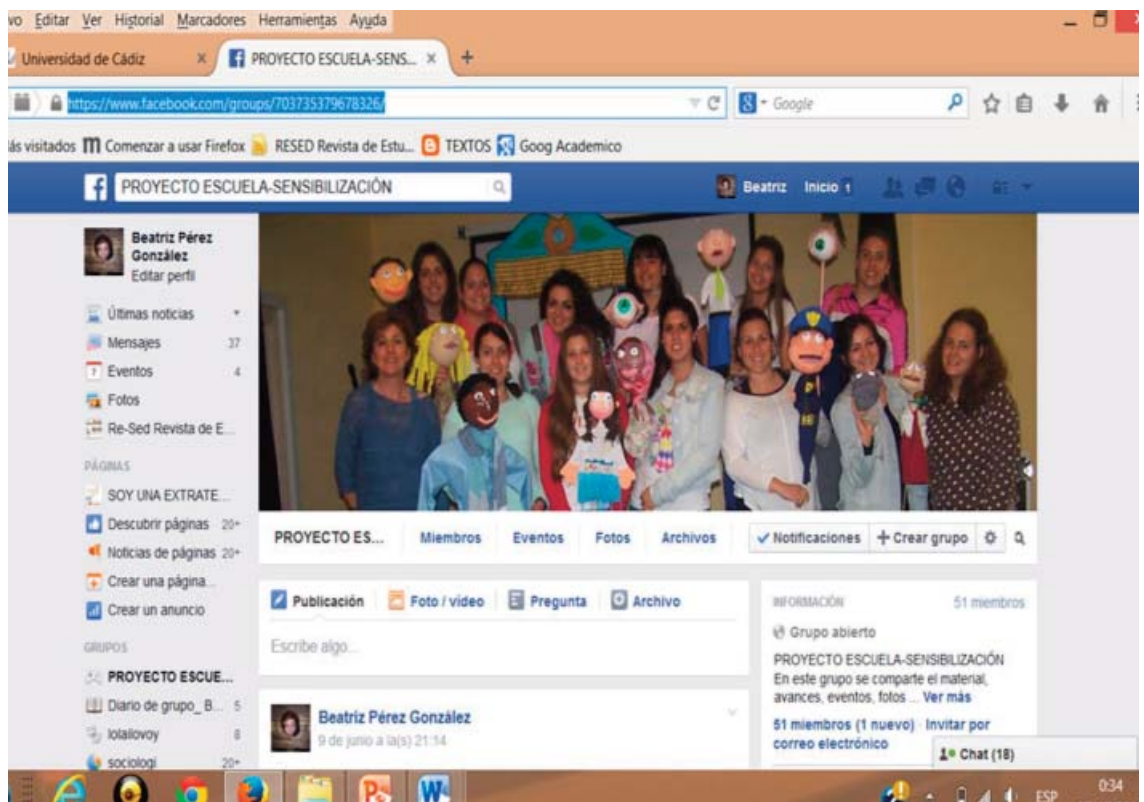 vo Editar Ver Historial Marcadores Herramientas Ayuda
Universidad de Cádiz × PROYECTO ESCUELA-SENS... × +
https://www.facebook.com/groups/703735379678326/ Google
ás visitados Comenzar a usar Firefox RESED Revista de Estu... TEXTOS Goog Academico
PROYECTO ESCUELA-SENSIBILIZACIÓN Beatriz Inicio 1
Beatriz Pérez
González
Editar perfil
Últimas noticias
Mensajes 37
Eventos 4
Fotos
Re-Sed Revista de E...
PÁGINAS
SOY UNA EXTRATE...
Descubrir páginas 20+
Noticias de páginas 20+
Crear una página...
Crear un anuncio
GRUPOS
PROYECTO ESCUE...
Diario de grupo_ B... 5
lolailovoy 8
sociologi 20+
PROYECTO ES... Miembros Eventos Fotos Archivos Notificaciones + Crear grupo
Publicación Foto / vídeo Pregunta Archivo
Escribe algo...
Beatriz Pérez González
9 de junio a la(s) 21:14
INFORMACIÓN 51 miembros
Grupo abierto
PROYECTO ESCUELA-SENSIBILIZACIÓN
En este grupo se comparte el material,
avances, eventos, fotos ... Ver más
51 miembros (1 nuevo) · Invitar por
correo electrónico
Chat (18)
ESP 0:34